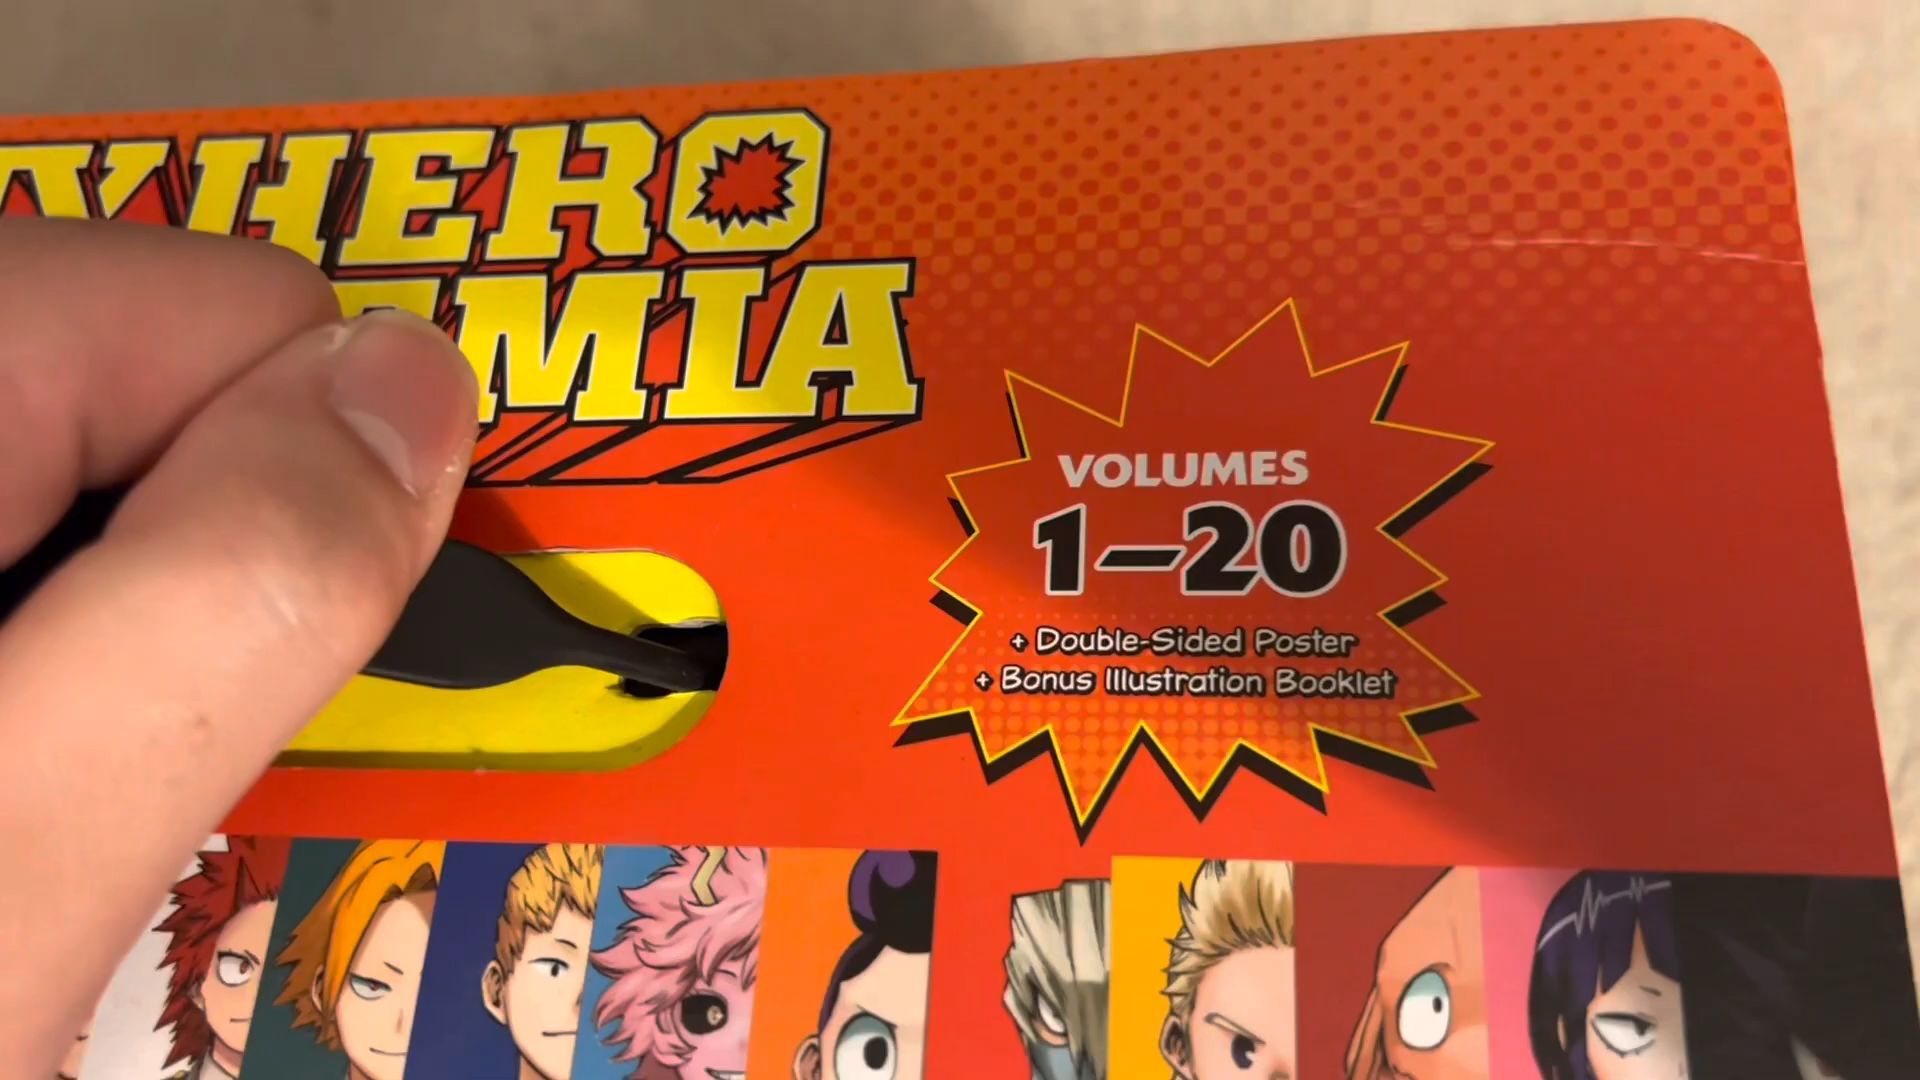 HERO
MIA
VOLUMES
1–20
+ Double-Sided Poster
+ Bonus Illustration Booklet